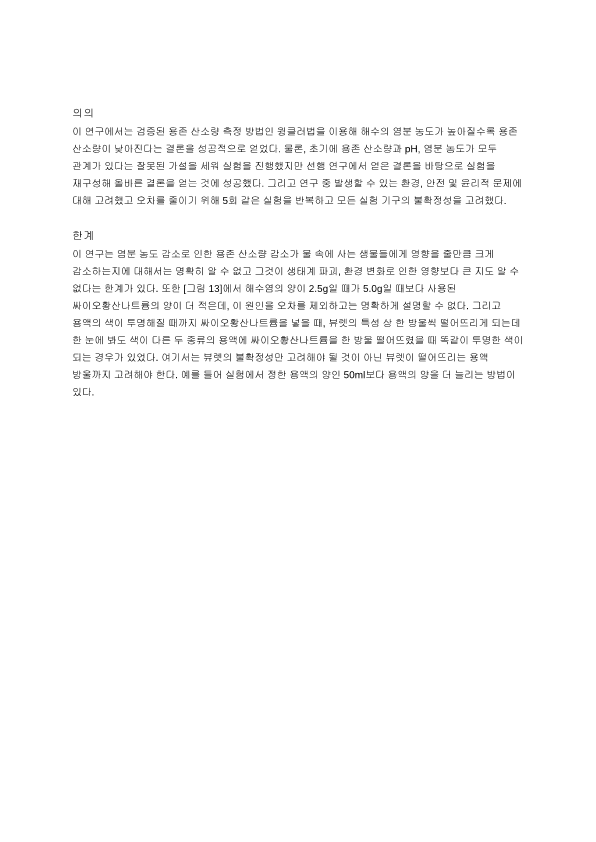 의의
이 연구에서는 검증된 용존 산소량 측정 방법인 윙클러법을 이용해 해수의 염분 농도가 높아질수록 용존
산소량이 낮아진다는 결론을 성공적으로 얻었다. 물론, 초기에 용존 산소량과 pH, 염분 농도가 모두
관계가 있다는 잘못된 가설을 세워 실험을 진행했지만 선행 연구에서 얻은 결론을 바탕으로 실험을
재구성해 올바른 결론을 얻는 것에 성공했다. 그리고 연구 중 발생할 수 있는 환경, 안전 및 윤리적 문제에
대해 고려했고 오차를 줄이기 위해 5회 같은 실험을 반복하고 모든 실험 기구의 불확정성을 고려했다.
한계
이 연구는 염분 농도 감소로 인한 용존 산소량 감소가 물 속에 사는 생물들에게 영향을 줄만큼 크게
감소하는지에 대해서는 명확히 알 수 없고 그것이 생태계 파괴, 환경 변화로 인한 영향보다 큰 지도 알 수
없다는 한계가 있다. 또한 [그림 13]에서 해수염의 양이 2.5g일 때가 5.0g일 때보다 사용된
싸이오황산나트륨의 양이 더 적은데, 이 원인을 오차를 제외하고는 명확하게 설명할 수 없다. 그리고
용액의 색이 투명해질 때까지 싸이오황산나트륨을 넣을 때, 뷰렛의 특성 상 한 방울씩 떨어뜨리게 되는데
한 눈에 봐도 색이 다른 두 종류의 용액에 싸이오황산나트륨을 한 방울 떨어뜨렸을 때 똑같이 투명한 색이
되는 경우가 있었다. 여기서는 뷰렛의 불확정성만 고려해야 될 것이 아닌 뷰렛이 떨어뜨리는 용액
방울까지 고려해야 한다. 예를 들어 실험에서 정한 용액의 양인 50ml보다 용액의 양을 더 늘리는 방법이
있다.